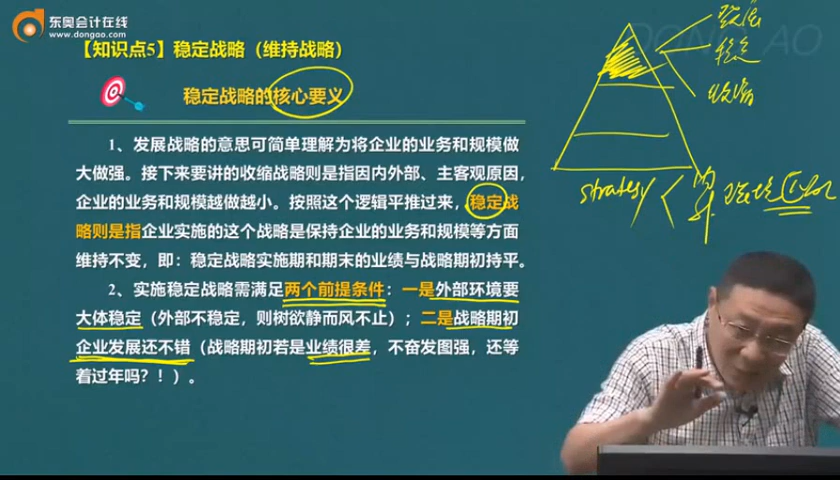 东奥会计在线
www.dongao.com
DONG AO
【知识点5】稳定战略（维持战略）
稳定战略的核心要义
1、发展战略的意思可简单理解为将企业的业务和规模做
大做强。接下来要讲的收缩战略则是指因内外部、主客观原因，
企业的业务和规模越做越小。按照这个逻辑平推过来，稳定战
略则是指企业实施的这个战略是保持企业的业务和规模等方面
维持不变，即：稳定战略实施期和期末的业绩与战略期初持平。
2、实施稳定战略需满足两个前提条件：一是外部环境要
大体稳定（外部不稳定，则树欲静而风不止）；二是战略期初
企业发展还不错（战略期初若是业绩很差，不奋发图强，还等
着过年吗？！）。
发展
稳定
收缩
strategy
内
外